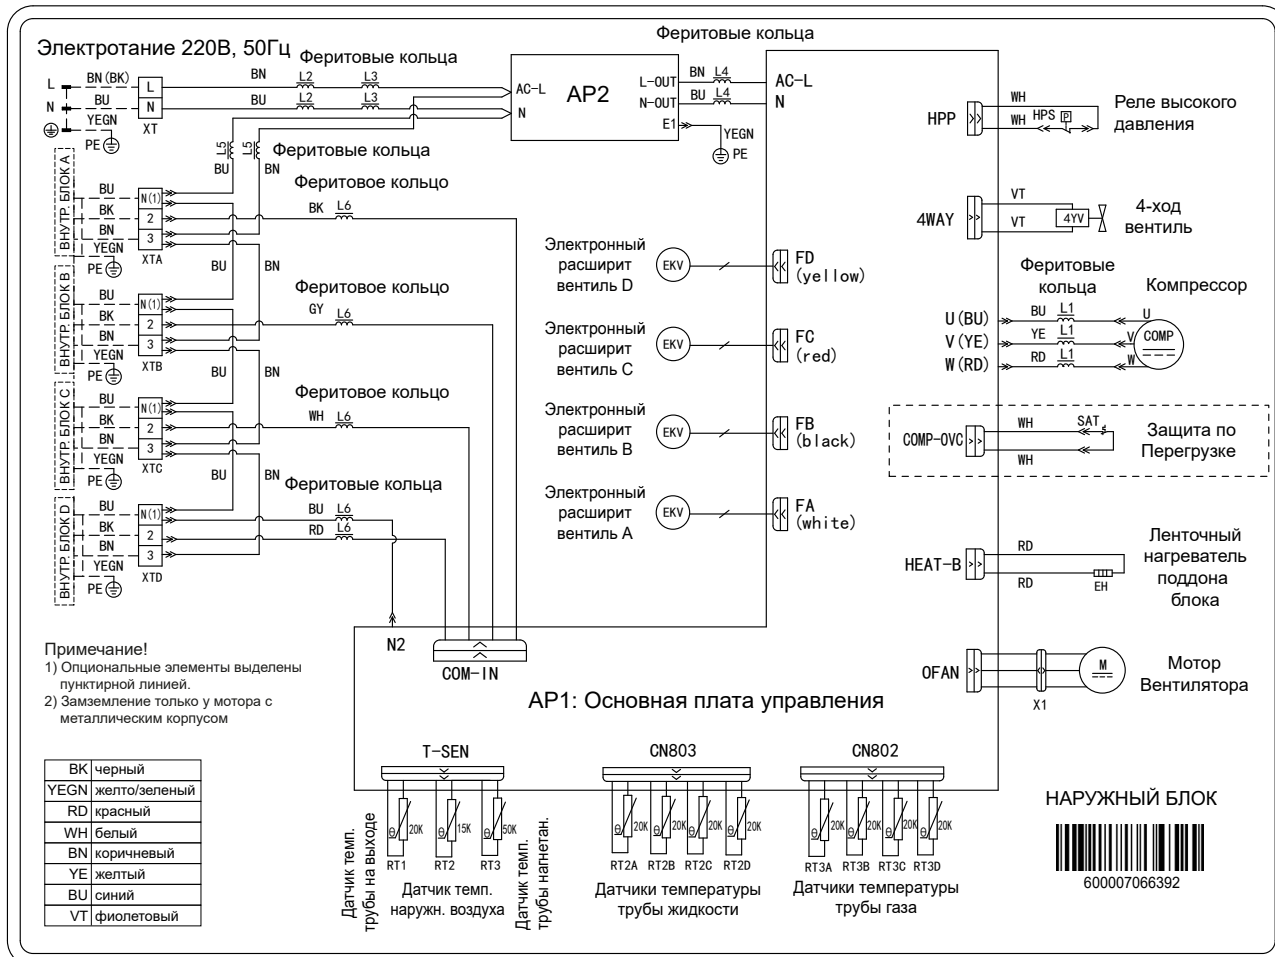 Электротание 220В, 50Гц
Феритовые кольца
Феритовые кольца
L
BN(BK)
L
BN
L2
L3
AC-L
AP2
L-OUT
BN
L4
AC-L
N
BU
N
BU
L2
L3
N
N-OUT
BU
L4
N
YEGN
XT
E1
YEGN
PE
PE
L5
L5
Феритовые кольца
BU
BN
ВНУТР. БЛОК A
BU
N(1)
BK
2
BN
3
YEGN
PE
XTA
Феритовое кольцо
BK
L6
BU
BN
ВНУТР. БЛОК B
BU
N(1)
BK
2
BN
3
YEGN
PE
XTB
Феритовое кольцо
GY
L6
BU
BN
ВНУТР. БЛОК C
BU
N(1)
BK
2
BN
3
YEGN
PE
XTC
Феритовое кольцо
WH
L6
BU
BN
ВНУТР. БЛОК D
BU
N(1)
BK
2
BN
3
YEGN
PE
XTD
Феритовые кольца
BU
L6
RD
L6
N2
COM-IN
Электронный
расширит
вентиль D
EKV
FD
(yellow)
Электронный
расширит
вентиль C
EKV
FC
(red)
Электронный
расширит
вентиль B
EKV
FB
(black)
Электронный
расширит
вентиль A
EKV
FA
(white)
HPP
WH
WH
HPS
P
Реле высокого
давления
4WAY
VT
VT
4YV
4-ход
вентиль
Феритовые
кольца
Компрессор
U(BU)
BU
L1
U
V(YE)
YE
L1
V
COMP
W(RD)
RD
L1
W
COMP-OVC
WH
SAT
WH
Защита по
Перегрузке
HEAT-B
RD
RD
EH
Ленточный
нагреватель
поддона
блока
OFAN
X1
M
Мотор
Вентилятора
AP1: Основная плата управления
Примечание!
1) Опциональные элементы выделены
пунктирной линией.
2) Замземление только у мотора с
металлическим корпусом
BK черный
YEGN желто/зеленый
RD красный
WH белый
BN коричневый
YE желтый
BU синий
VT фиолетовый
T-SEN
θ
20K
θ
15K
θ
50K
RT1
RT2
RT3
Датчик темп.
трубы на выходе
Датчик темп.
наружн. воздуха
Датчик темп.
трубы нагнетан.
CN803
θ
20K
θ
20K
θ
20K
θ
20K
RT2A
RT2B
RT2C
RT2D
Датчики температуры
трубы жидкости
CN802
θ
20K
θ
20K
θ
20K
θ
20K
RT3A
RT3B
RT3C
RT3D
Датчики температуры
трубы газа
НАРУЖНЫЙ БЛОК
600007066392